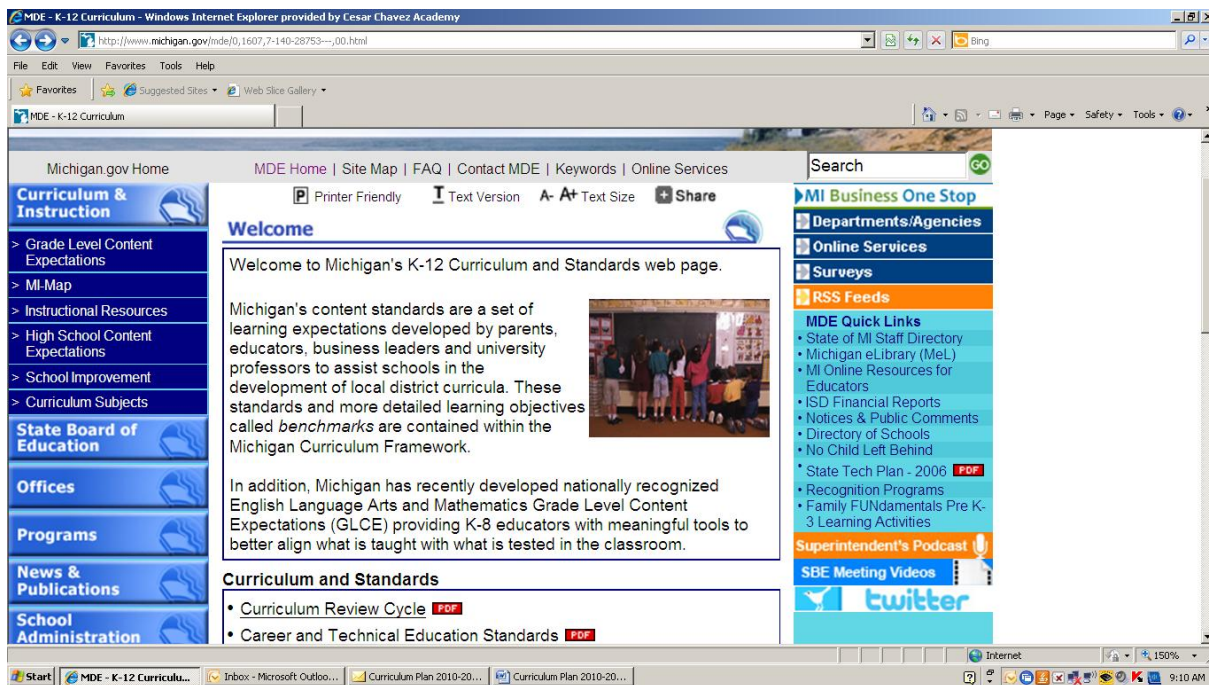 MDE - K-12 Curriculum - Windows Internet Explorer provided by Cesar Chavez Academy
http://www.michigan.gov/mde/0,1607,7-140-28753---,00.html
Bing
File Edit View Favorites Tools Help
Favorites Suggested Sites Web Slice Gallery
MDE - K-12 Curriculum
Page Safety Tools
Michigan.gov Home
MDE Home | Site Map | FAQ | Contact MDE | Keywords | Online Services
Search GO
Curriculum & Instruction
> Grade Level Content
Expectations
> MI-Map
> Instructional Resources
> High School Content
Expectations
> School Improvement
> Curriculum Subjects
State Board of
Education
Offices
Programs
News &
Publications
School
Administration
P Printer Friendly T Text Version A- A+ Text Size + Share
Welcome
Welcome to Michigan's K-12 Curriculum and Standards web page.
Michigan's content standards are a set of
learning expectations developed by parents,
educators, business leaders and university
professors to assist schools in the
development of local district curricula. These
standards and more detailed learning objectives
called benchmarks are contained within the
Michigan Curriculum Framework.
In addition, Michigan has recently developed nationally recognized
English Language Arts and Mathematics Grade Level Content
Expectations (GLCE) providing K-8 educators with meaningful tools to
better align what is taught with what is tested in the classroom.
Curriculum and Standards
• Curriculum Review Cycle PDF
• Career and Technical Education Standards PDF
MI Business One Stop
Departments/Agencies
Online Services
Surveys
RSS Feeds
MDE Quick Links
• State of MI Staff Directory
• Michigan eLibrary (MeL)
• MI Online Resources for
Educators
• ISD Financial Reports
• Notices & Public Comments
• Directory of Schools
• No Child Left Behind
• State Tech Plan - 2006 PDF
• Recognition Programs
• Family FUNdamentals Pre K-
3 Learning Activities
Superintendent's Podcast
SBE Meeting Videos
twitter
Internet 150%
Start MDE - K-12 Curriculu... Inbox - Microsoft Outloo... Curriculum Plan 2010-20... Curriculum Plan 2010-20... 9:10 AM